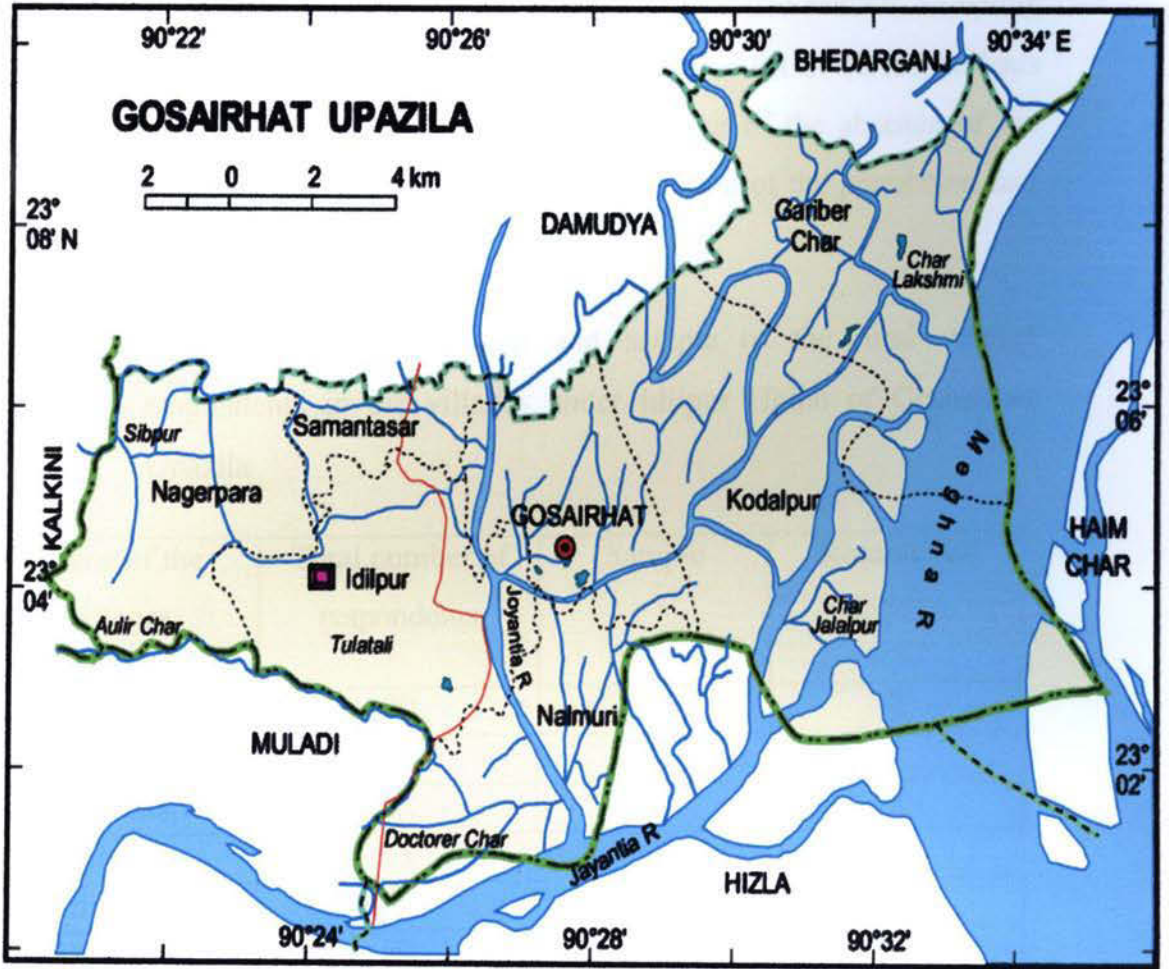 90°22'
90°26'
90°30'
90°34' E
BHEDARGANJ
GOSAIRHAT UPAZILA
2 0 2 4 km
23°
08' N
DAMUDYA
Gariber
Char
Char
Lakshmi
23°
06'
Samantasar
Sibpur
Nagerpara
KALKINI
GOSAIRHAT
Kodalpur
Meghna R
HAIM
CHAR
23°
04'
Idilpur
Joyantia R
Char
Jalalpur
Aulir Char
Tulatali
Nalmuri
MULADI
23°
02'
Doctorer Char
Jayantia R
HIZLA
90°24'
90°28'
90°32'